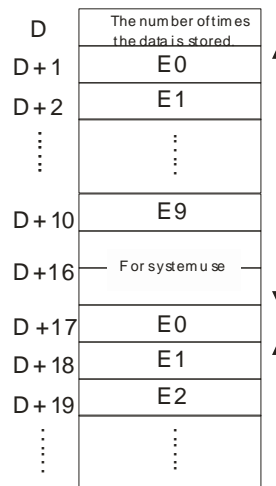 The number of times
D
the data is stored.
D+1 E0
D+2 E1
D+10 E9
D+16 For system use
D+17 E0
D+18 E1
D+19 E2